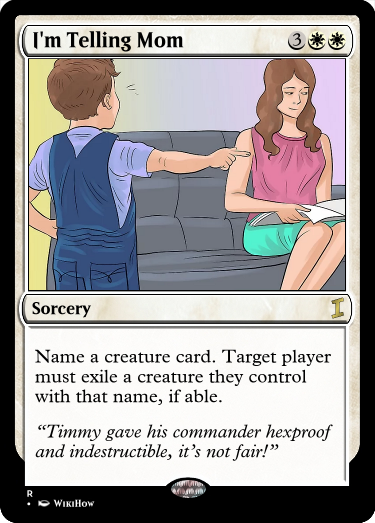 I'm Telling Mom 3
Sorcery I
Name a creature card. Target player
must exile a creature they control
with that name, if able.
“Timmy gave his commander hexproof
and indestructible, it’s not fair!”
R
• WikiHow